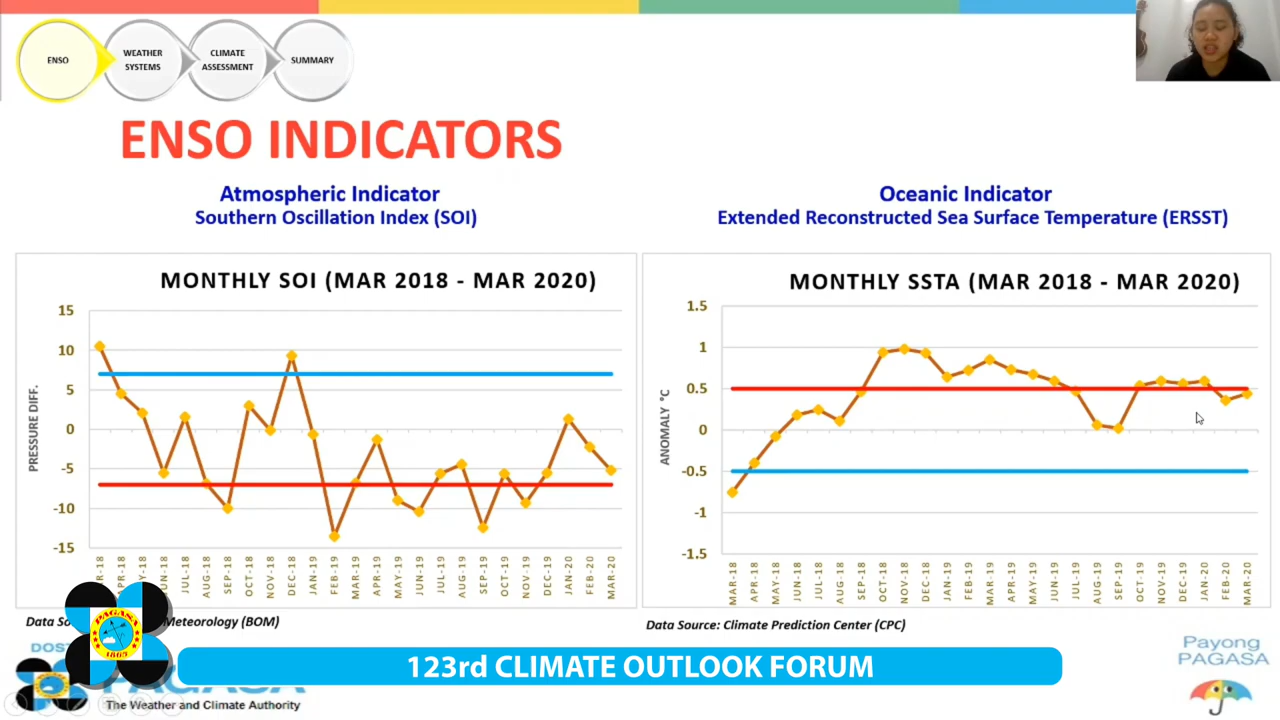 ENSO
WEATHER
SYSTEMS
CLIMATE
ASSESSMENT
SUMMARY
ENSO INDICATORS
Atmospheric Indicator
Southern Oscillation Index (SOI)
Oceanic Indicator
Extended Reconstructed Sea Surface Temperature (ERSST)
MONTHLY SOI (MAR 2018 - MAR 2020)
PRESSURE DIFF.
15
10
5
0
-5
-10
-15
R-18
APR-18
Y-18
UN-18
JUL-18
AUG-18
SEP-18
OCT-18
NOV-18
DEC-18
JAN-19
FEB-19
MAR-19
APR-19
MAY-19
JUN-19
JUL-19
AUG-19
SEP-19
OCT-19
NOV-19
DEC-19
JAN-20
FEB-20
MAR-20
MONTHLY SSTA (MAR 2018 - MAR 2020)
ANOMALY °C
1.5
1
0.5
0
-0.5
-1
-1.5
MAR-18
APR-18
MAY-18
JUN-18
JUL-18
AUG-18
SEP-18
OCT-18
NOV-18
DEC-18
JAN-19
FEB-19
MAR-19
APR-19
MAY-19
JUN-19
JUL-19
AUG-19
SEP-19
OCT-19
NOV-19
DEC-19
JAN-20
FEB-20
MAR-20
Data So Meteorology (BOM)
Data Source: Climate Prediction Center (CPC)
PAGASA
1865
DOST
PAGASA
The Weather and Climate Authority
123rd CLIMATE OUTLOOK FORUM
Payong
PAGASA